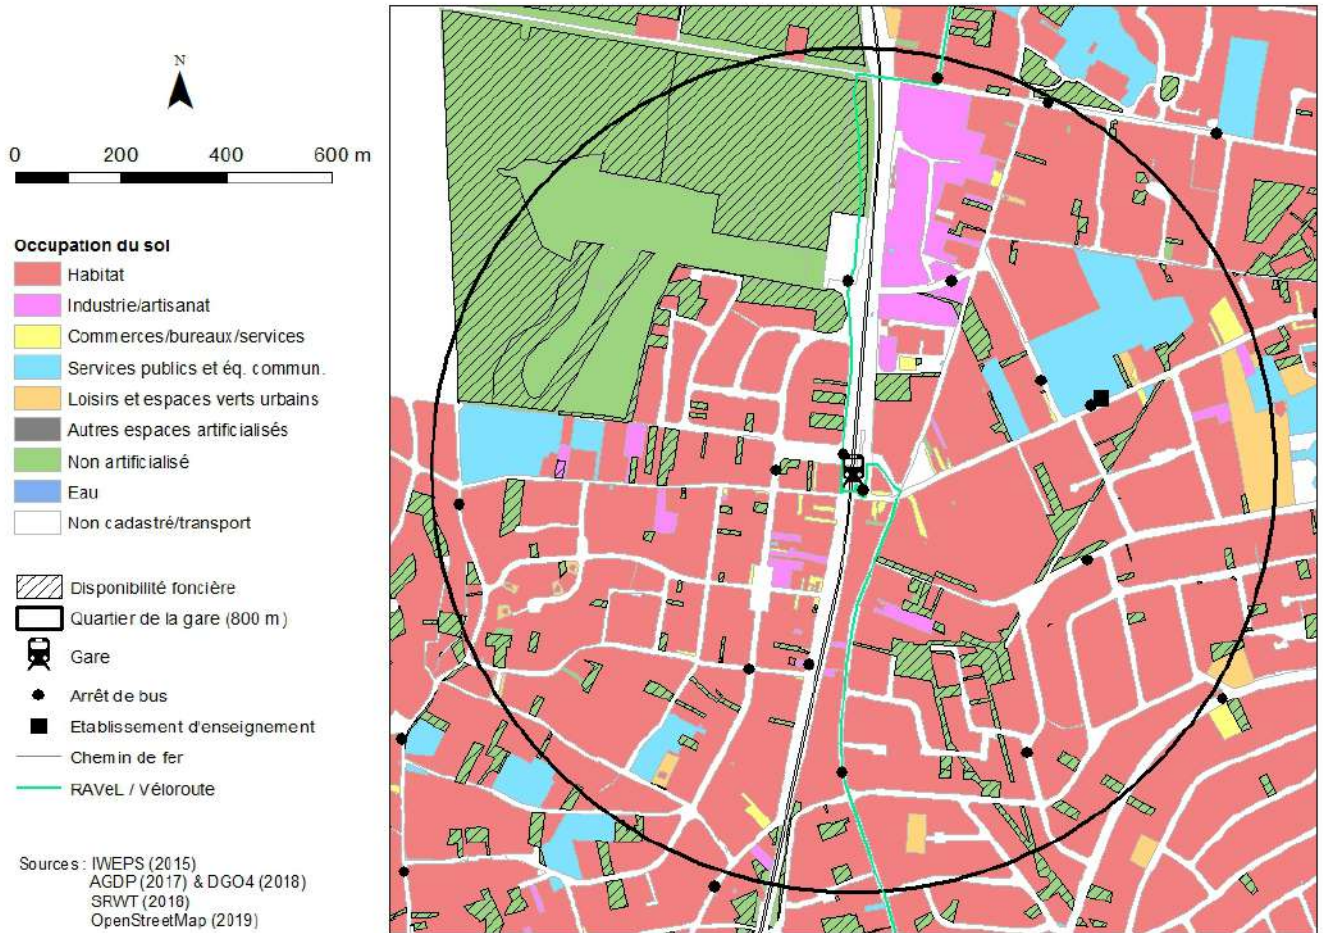 N
0 200 400 600 m
Occupation du sol
Habitat
Industrie/artisanat
Commerces/bureaux/services
Services publics et éq. commun.
Loisirs et espaces verts urbains
Autres espaces artificialisés
Non artificialisé
Eau
Non cadastré/transport
Disponibilité foncière
Quartier de la gare (800 m)
Gare
Arrêt de bus
Etablissement d'enseignement
Chemin de fer
RAVeL / Véloroute
Sources : IWEPS (2015)
AGDP (2017) & DGO4 (2018)
SRWT (2018)
OpenStreetMap (2019)